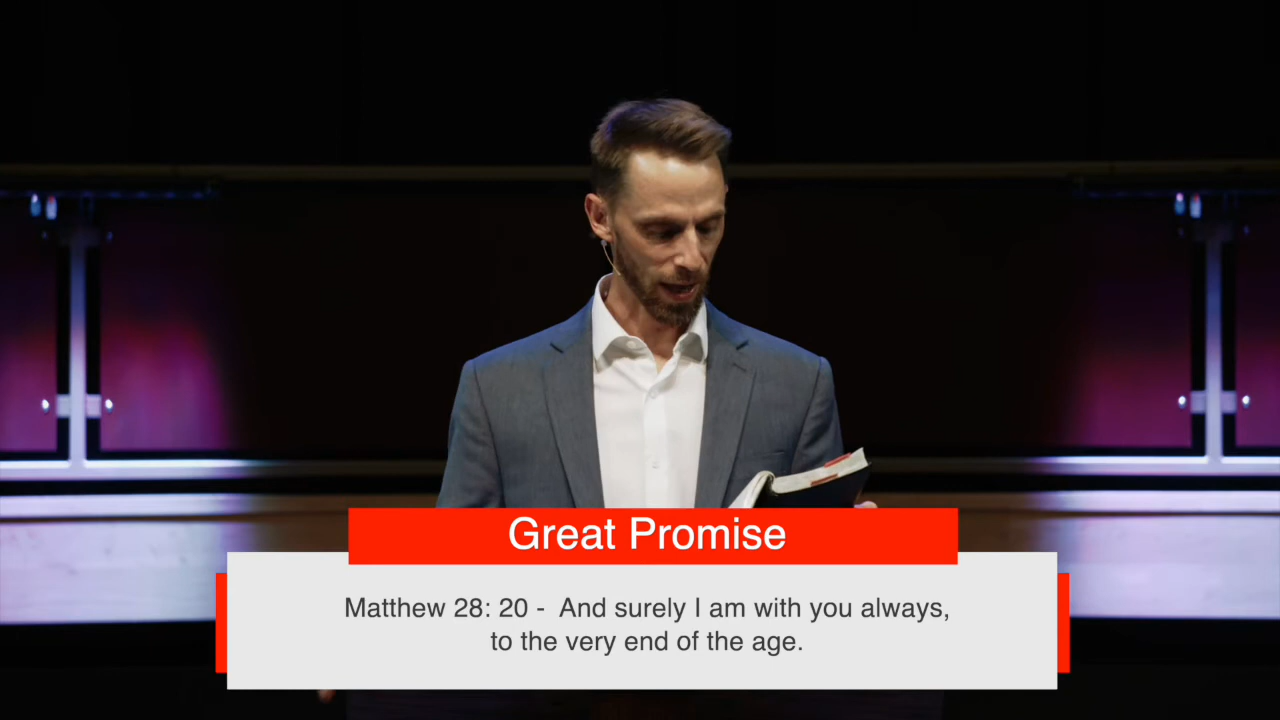 Great Promise
Matthew 28: 20 -  And surely I am with you always,
to the very end of the age.